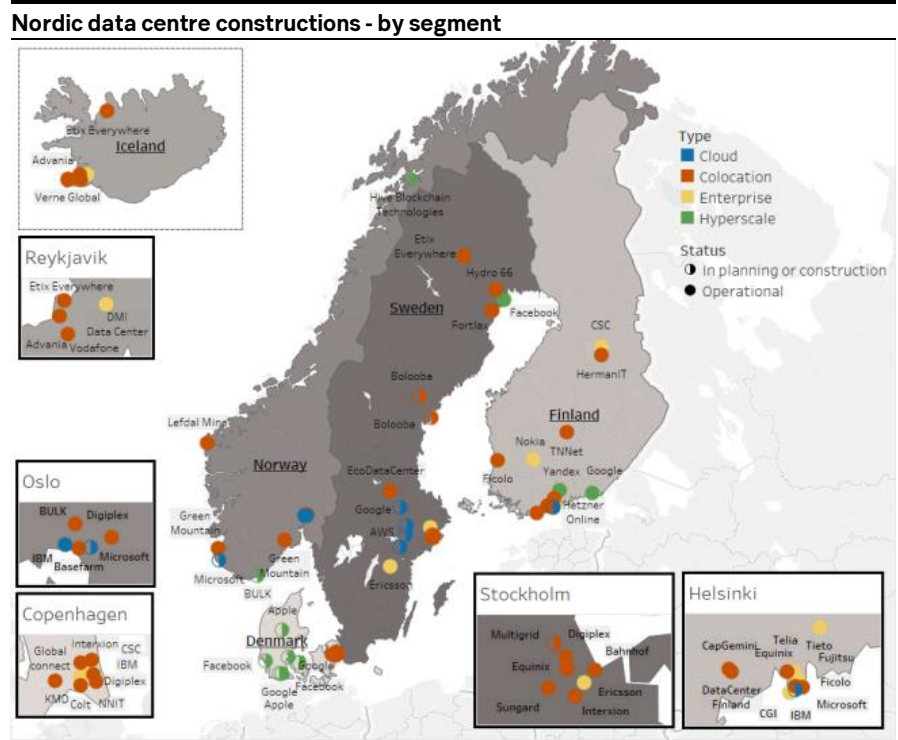 Nordic data centre constructions - by segment
Etix Everywhere
Iceland
Advania
Verne Global
Reykjavik
Etix Everywhere
DMI
Data Center
Advania
Vodafone
Type
Cloud
Colocation
Enterprise
Hyperscale
Status
In planning or construction
Operational
Hive Blockchain
Technologies
Etix
Everywhere
Hydro 66
Sweden
Facebook
Fortlax
CSC
HermanIT
Bolooba
Bolooba
Finland
Lefdal Mine
Nokia
TNNet
Norway
EcoDataCenter
Ficolo
Yandex
Google
Google
Hetzner
Online
AWS
Green
Mountain
Green
Mountain
Microsoft
BULK
Ericsson
Apple
Denmark
Facebook
Google
Google
Apple
Facebook
Oslo
BULK
Digiplex
IBM
Basefarm
Microsoft
Copenhagen
Global
connect
Interxion
CSC
IBM
Digiplex
KMD
Colt
NNIT
Stockholm
Multigrid
Digiplex
Bahnhof
Equinix
Ericsson
Sungard
Interxion
Helsinki
CapGemini
Telia
Equinix
Tieto
Fujitsu
DataCenter
Finland
Ficolo
Microsoft
CGI
IBM